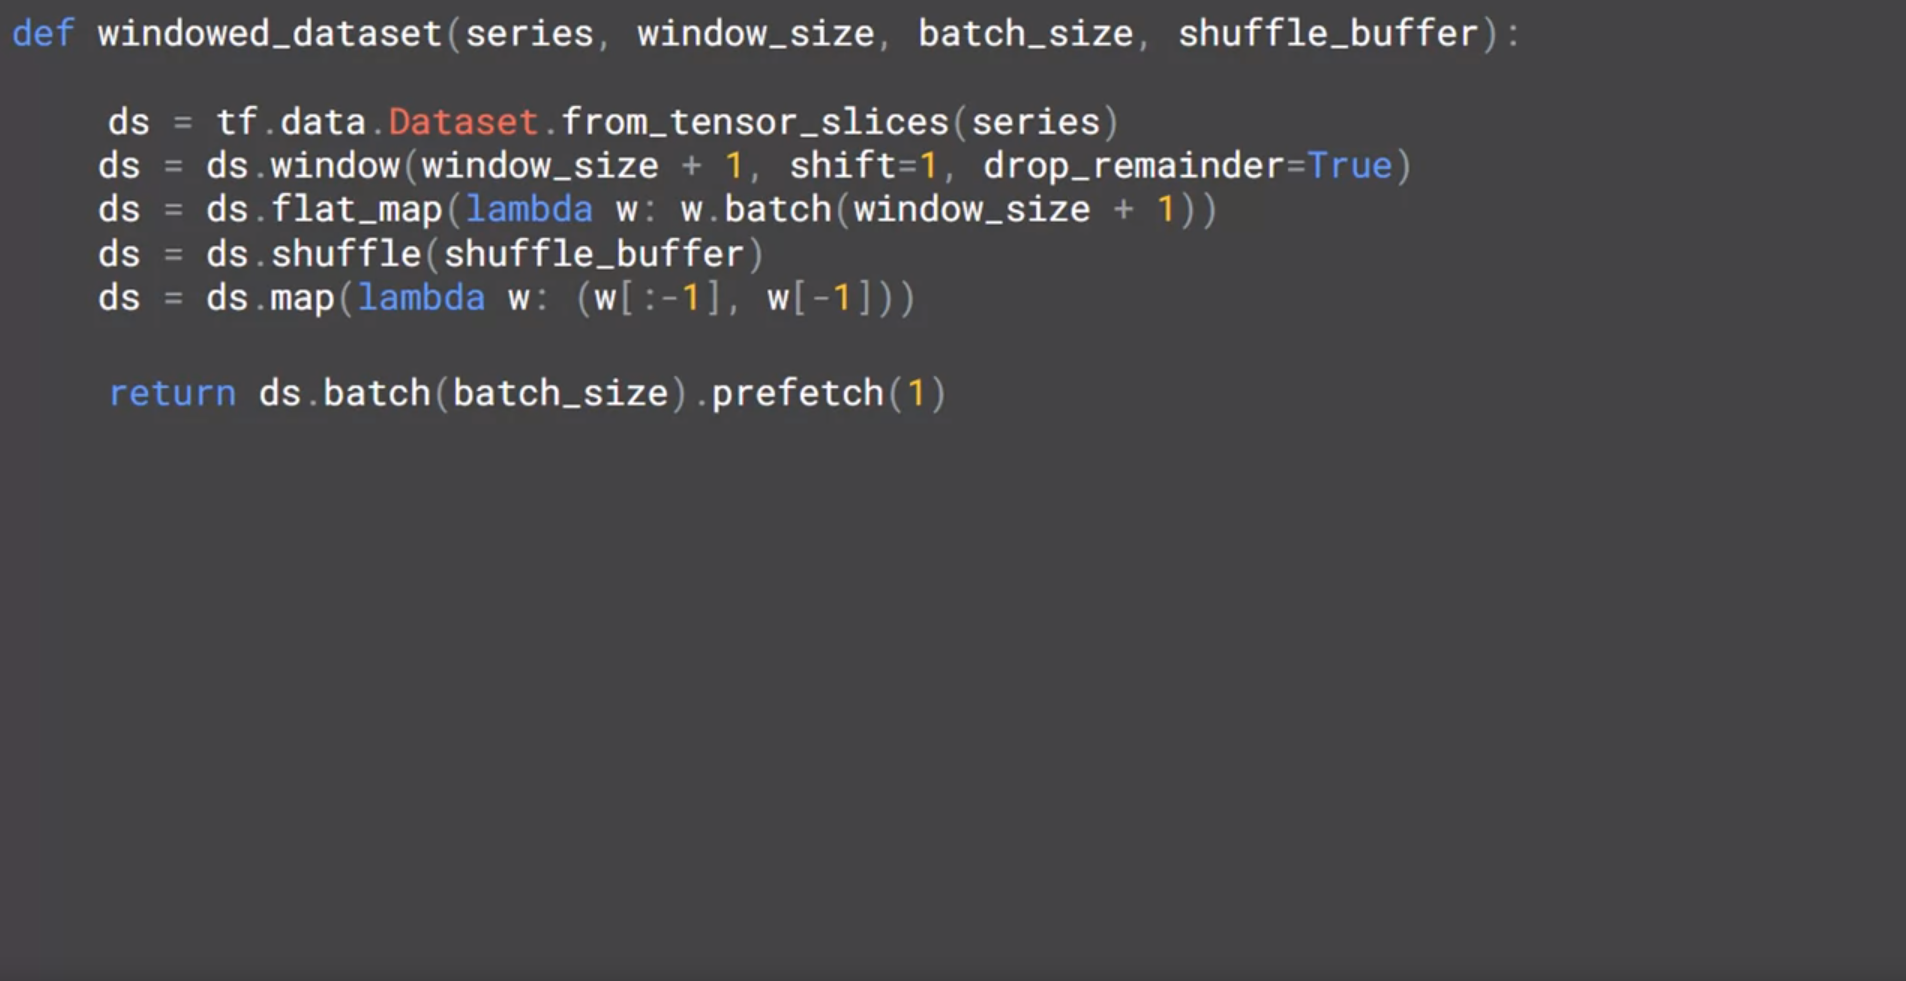 def windowed_dataset(series, window_size, batch_size, shuffle_buffer):
ds = tf.data.Dataset.from_tensor_slices(series)
ds = ds.window(window_size + 1, shift=1, drop_remainder=True)
ds = ds.flat_map(lambda w: w.batch(window_size + 1))
ds = ds.shuffle(shuffle_buffer)
ds = ds.map(lambda w: (w[:-1], w[-1]))
return ds.batch(batch_size).prefetch(1)